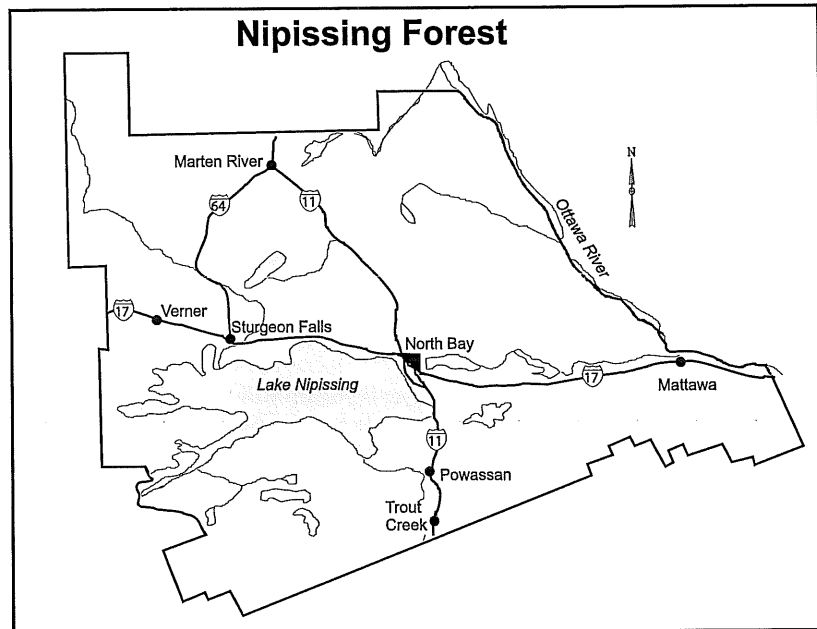 Nipissing Forest
N
Marten River
64
11
Ottawa River
17
Verner
Sturgeon Falls
North Bay
Lake Nipissing
17
Mattawa
11
Powassan
Trout
Creek